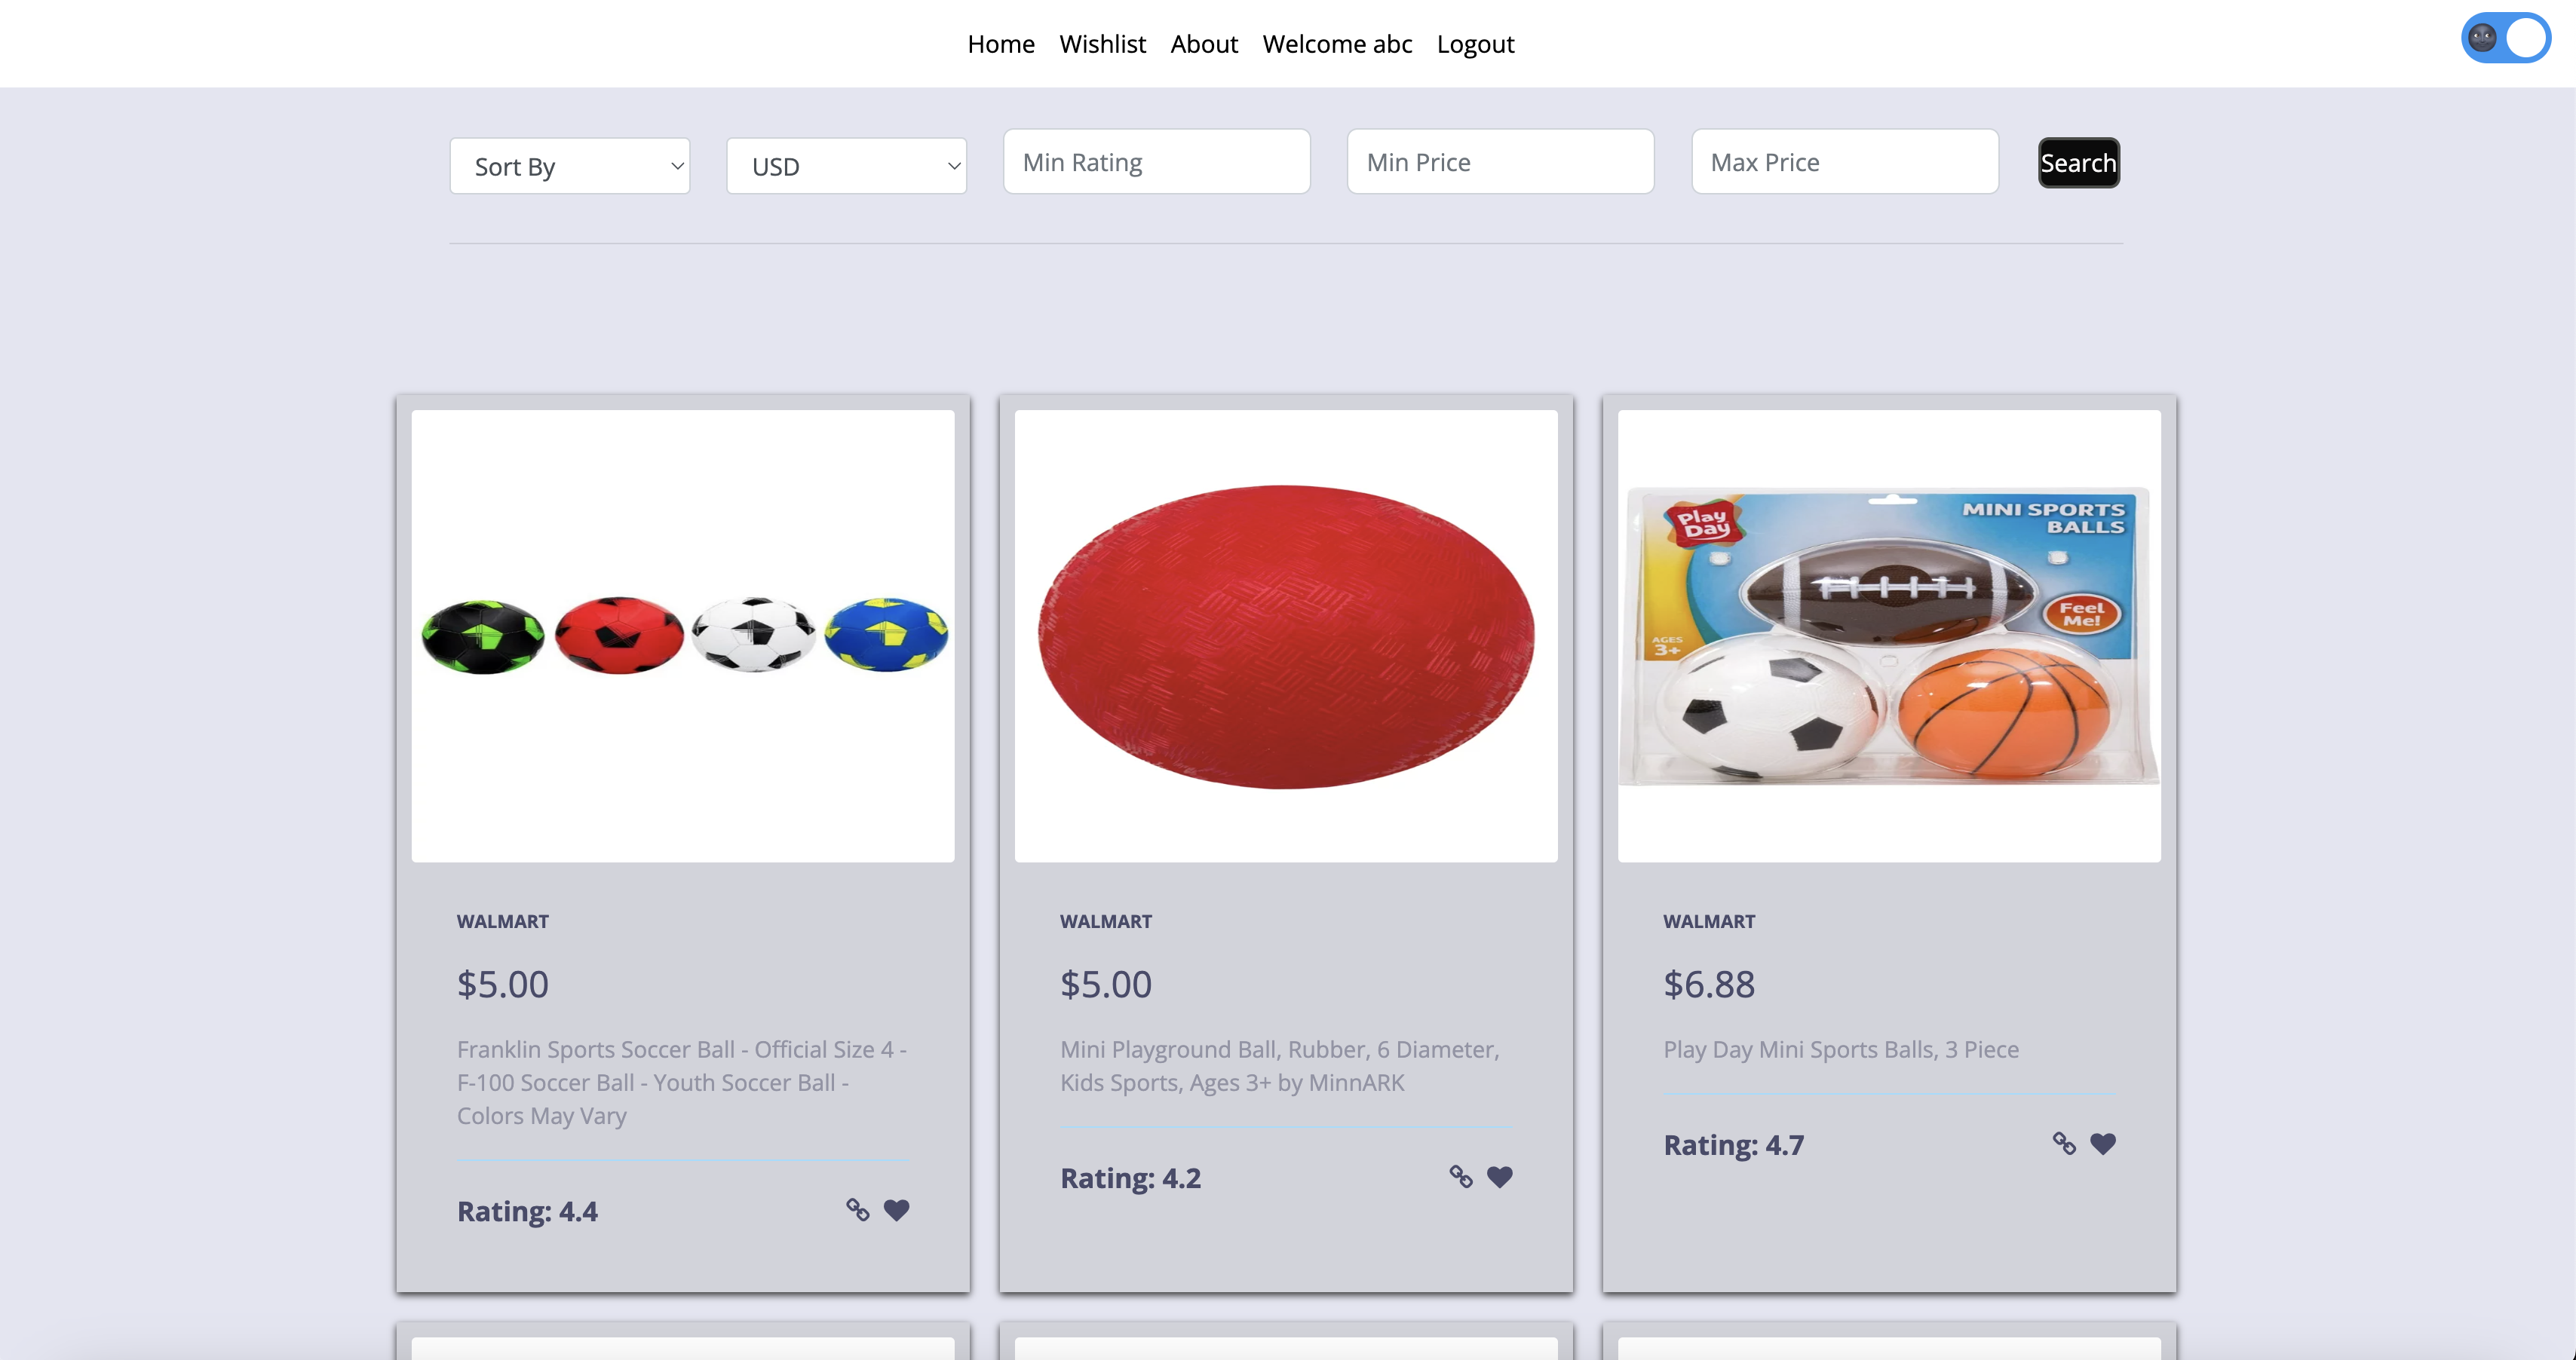 Home Wishlist About Welcome abc Logout
Sort By
USD
Min Rating
Min Price
Max Price
Search
WALMART
$5.00
Franklin Sports Soccer Ball - Official Size 4 -
F-100 Soccer Ball - Youth Soccer Ball -
Colors May Vary
Rating: 4.4
WALMART
$5.00
Mini Playground Ball, Rubber, 6 Diameter,
Kids Sports, Ages 3+ by MinnARK
Rating: 4.2
Play
Day
MINI SPORTS
BALLS
Feel
Me!
AGES
3+
WALMART
$6.88
Play Day Mini Sports Balls, 3 Piece
Rating: 4.7